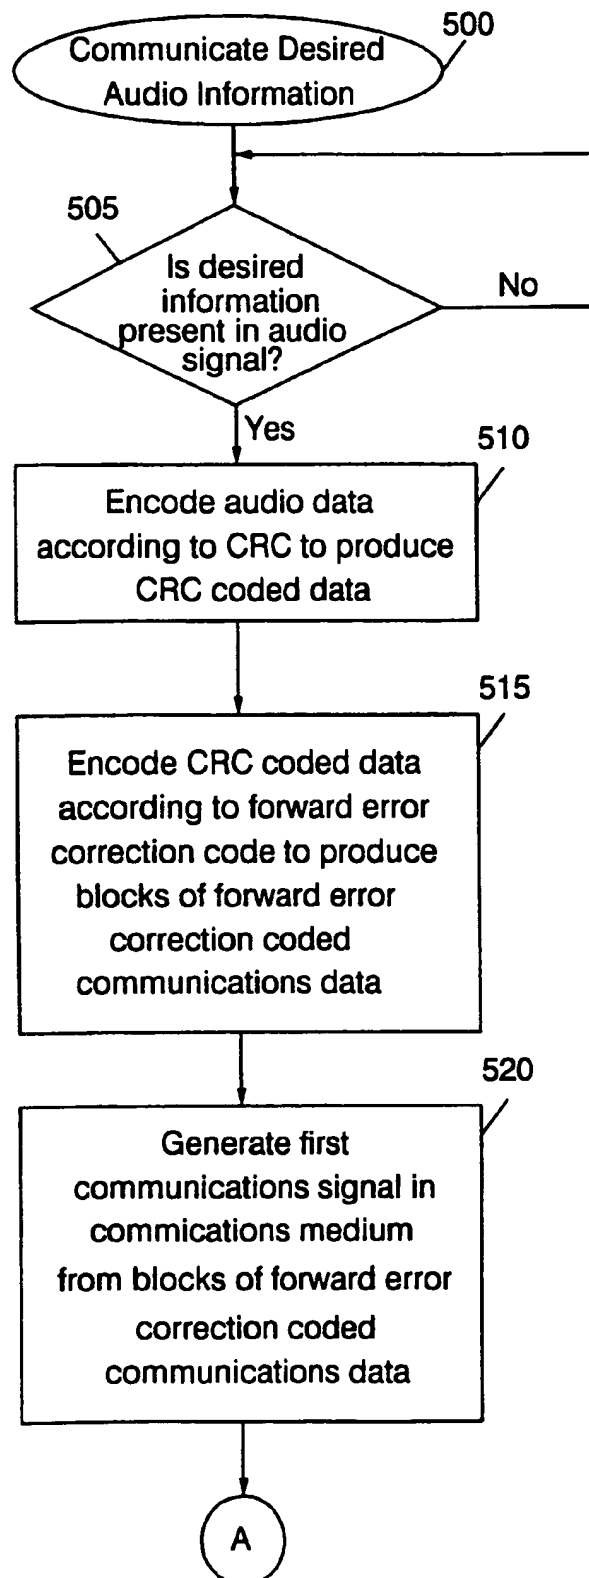 500
Communicate Desired
Audio Information
505
Is desired
information
present in audio
signal?
No
Yes
510
Encode audio data
according to CRC to produce
CRC coded data
515
Encode CRC coded data
according to forward error
correction code to produce
blocks of forward error
correction coded
communications data
520
Generate first
communications signal in
commications medium
from blocks of forward error
correction coded
communications data
A